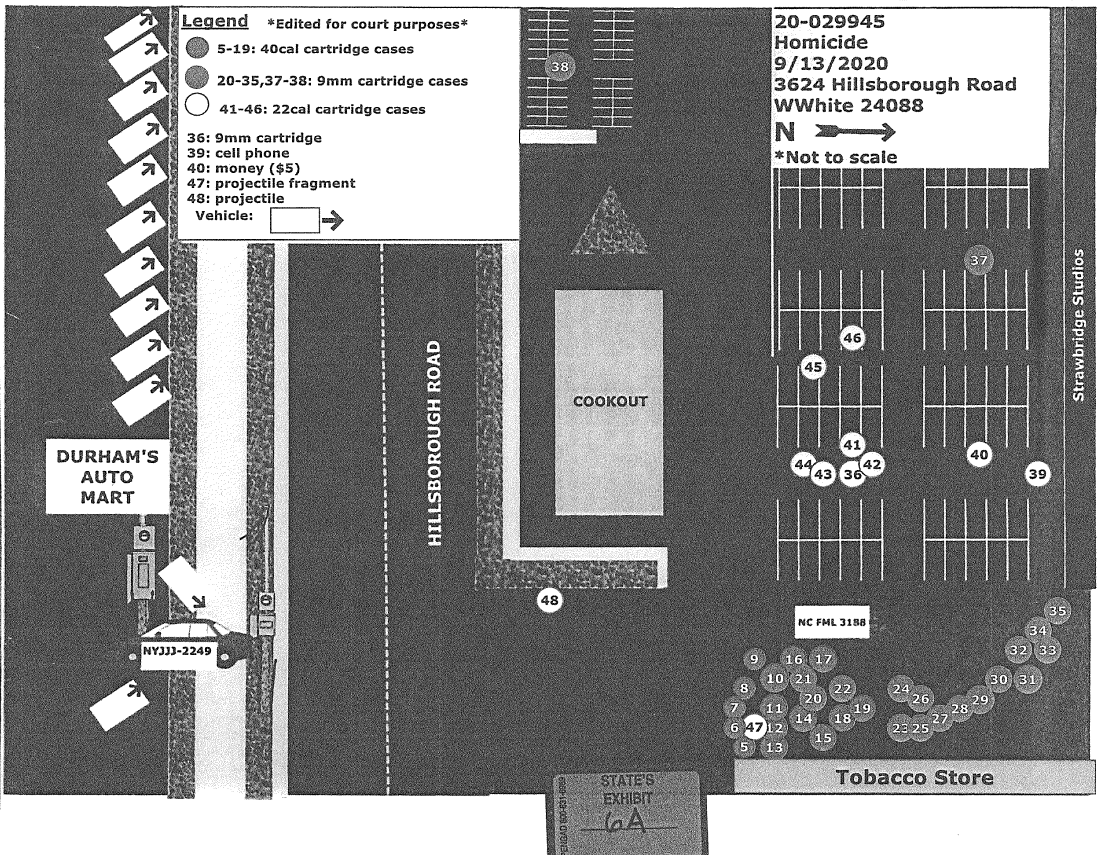 Legend *Edited for court purposes*
5-19: 40cal cartridge cases
20-35,37-38: 9mm cartridge cases
41-46: 22cal cartridge cases
36: 9mm cartridge
39: cell phone
40: money ($5)
47: projectile fragment
48: projectile
Vehicle:
38
20-029945
Homicide
9/13/2020
3624 Hillsborough Road
WWhite 24088
N
*Not to scale
37
Strawbridge Studios
46
45
HILLSBOROUGH ROAD
COOKOUT
DURHAM'S
AUTO
MART
41
44 43 36 42
40
39
48
NYJJJ-2249
NC FML 3188
35
34
32 33
9 16 17
10 21
30 31
8 22 24 26
20 29
7 11 19 28
14 18 27
6 47 12 23 25
15
5 13
Tobacco Store
STATE'S
EXHIBIT
6A